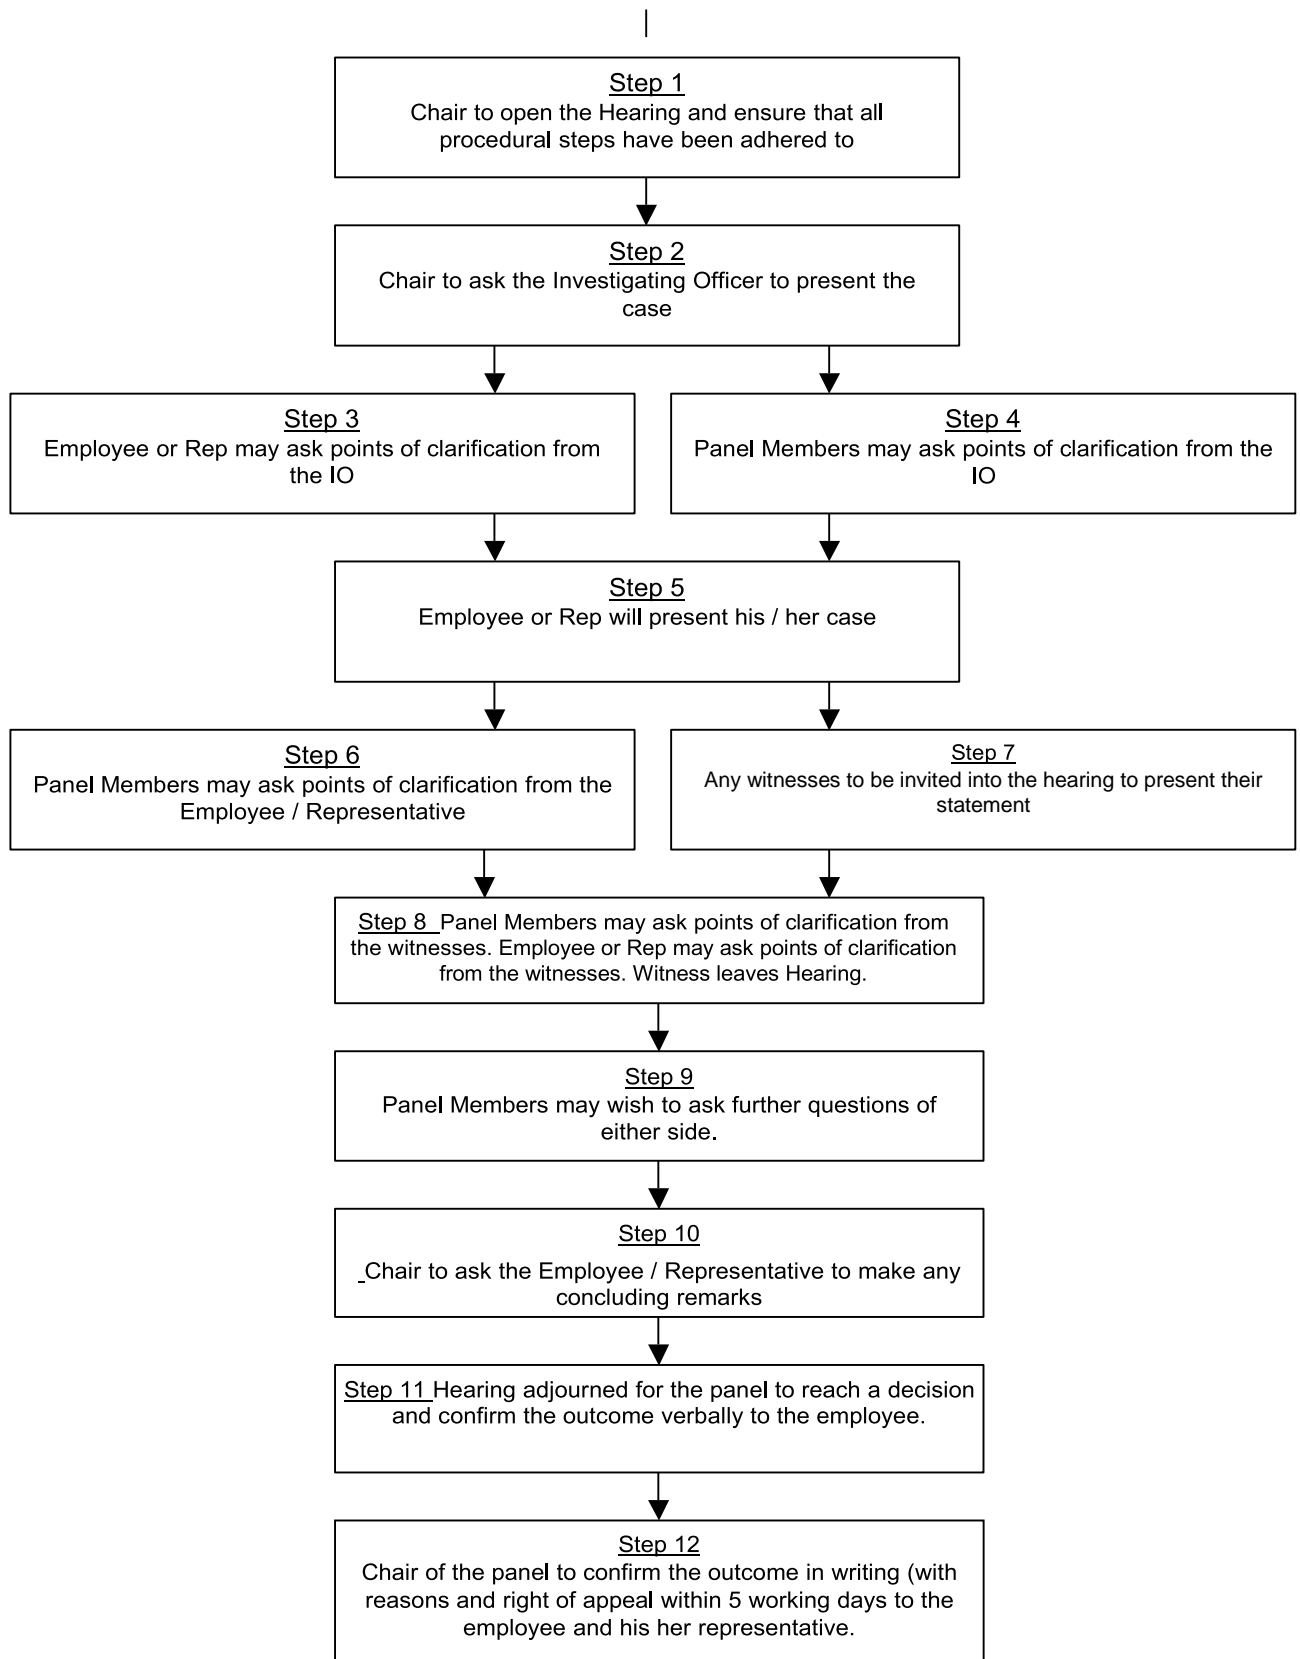 Step 1
Chair to open the Hearing and ensure that all
procedural steps have been adhered to
Step 2
Chair to ask the Investigating Officer to present the
case
Step 3
Employee or Rep may ask points of clarification from
the IO
Step 4
Panel Members may ask points of clarification from the
IO
Step 5
Employee or Rep will present his / her case
Step 6
Panel Members may ask points of clarification from the
Employee / Representative
Step 7
Any witnesses to be invited into the hearing to present their
statement
Step 8 Panel Members may ask points of clarification from
the witnesses. Employee or Rep may ask points of clarification
from the witnesses. Witness leaves Hearing.
Step 9
Panel Members may wish to ask further questions of
either side.
Step 10
Chair to ask the Employee / Representative to make any
concluding remarks
Step 11 Hearing adjourned for the panel to reach a decision
and confirm the outcome verbally to the employee.
Step 12
Chair of the panel to confirm the outcome in writing (with
reasons and right of appeal within 5 working days to the
employee and his her representative.